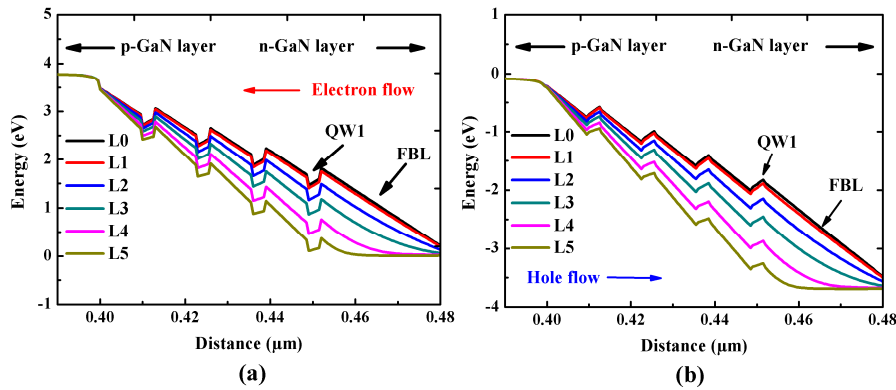 p-GaN layer n-GaN layer
Electron flow
QW1
FBL
L0
L1
L2
L3
L4
L5
Energy (eV)
5
4
3
2
1
0
-1
0.40 0.42 0.44 0.46 0.48
Distance (μm)
(a)
p-GaN layer n-GaN layer
QW1
FBL
L0
L1
L2
L3
L4
L5
Hole flow
Energy (eV)
1
0
-1
-2
-3
-4
0.40 0.42 0.44 0.46 0.48
Distance (μm)
(b)